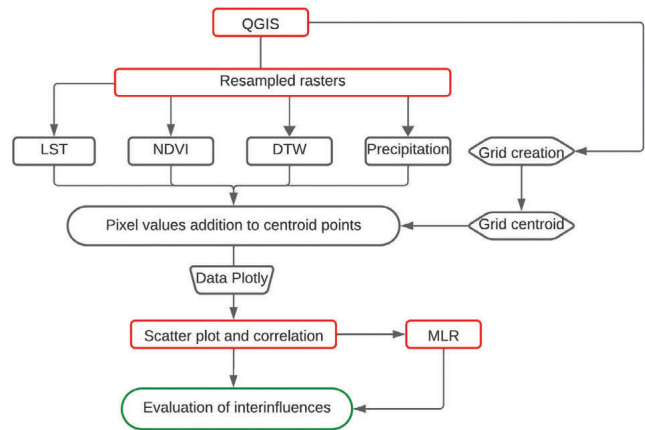 QGIS
Resampled rasters
LST
NDVI
DTW
Precipitation
Grid creation
Pixel values addition to centroid points
Grid centroid
Data Plotly
Scatter plot and correlation
MLR
Evaluation of interinfluences